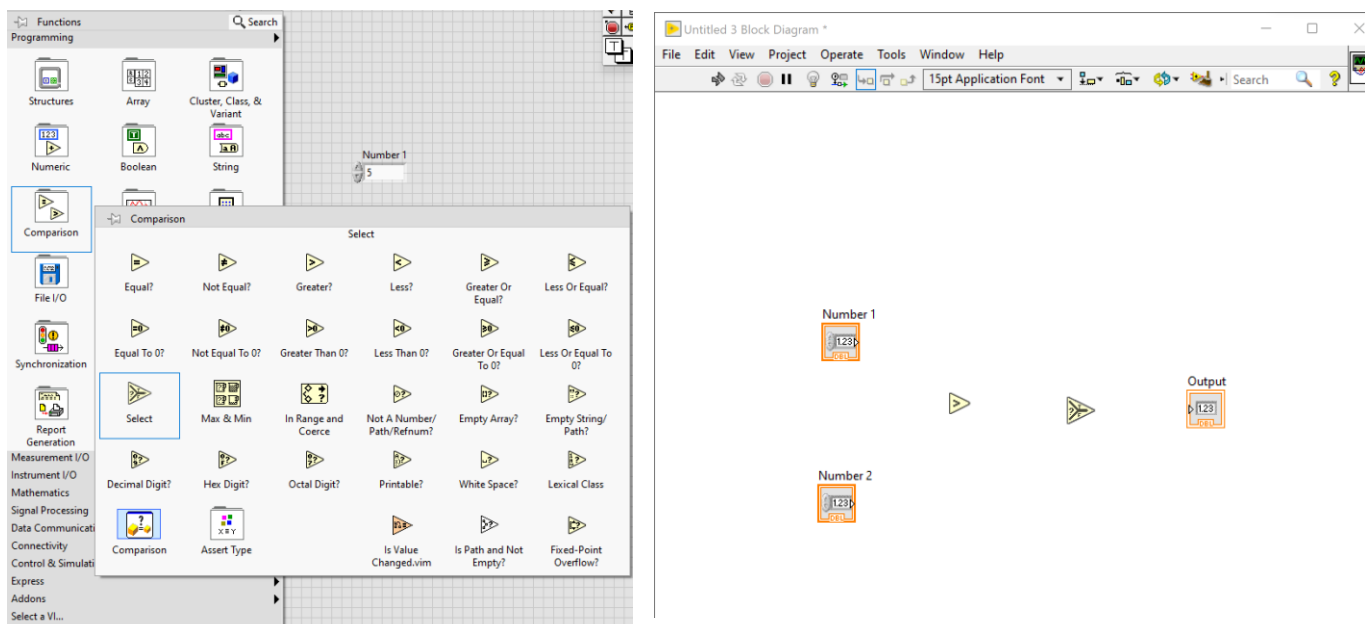 Functions
Search
Programming
Structures
Array
Cluster, Class, &
Variant
Numeric
Boolean
String
Comparison
File I/O
Synchronization
Report
Generation
Measurement I/O
Instrument I/O
Mathematics
Signal Processing
Data Communicati
Connectivity
Control & Simulati
Express
Addons
Select a VI...
Number 1
5
Comparison
Select
Equal?
Not Equal?
Greater?
Less?
Greater Or
Equal?
Less Or Equal?
Equal To 0?
Not Equal To 0?
Greater Than 0?
Less Than 0?
Greater Or Equal
To 0?
Less Or Equal To
0?
Select
Max & Min
In Range and
Coerce
Not A Number/
Path/Refnum?
Empty Array?
Empty String/
Path?
Decimal Digit?
Hex Digit?
Octal Digit?
Printable?
White Space?
Lexical Class
Comparison
Assert Type
Is Value
Changed.vim
Is Path and Not
Empty?
Fixed-Point
Overflow?
Untitled 3 Block Diagram *
File Edit View Project Operate Tools Window Help
15pt Application Font
Search
Number 1
1.23
DBL
Output
1.23
DBL
Number 2
1.23
DBL